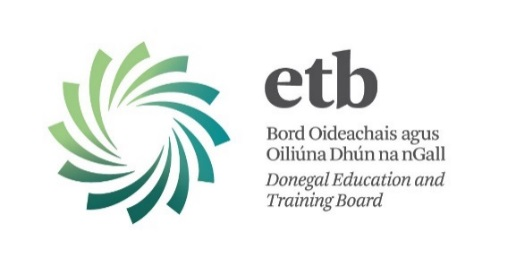 etb
Bord Oideachais agus
Oiliúna Dhún na nGall
Donegal Education and
Training Board